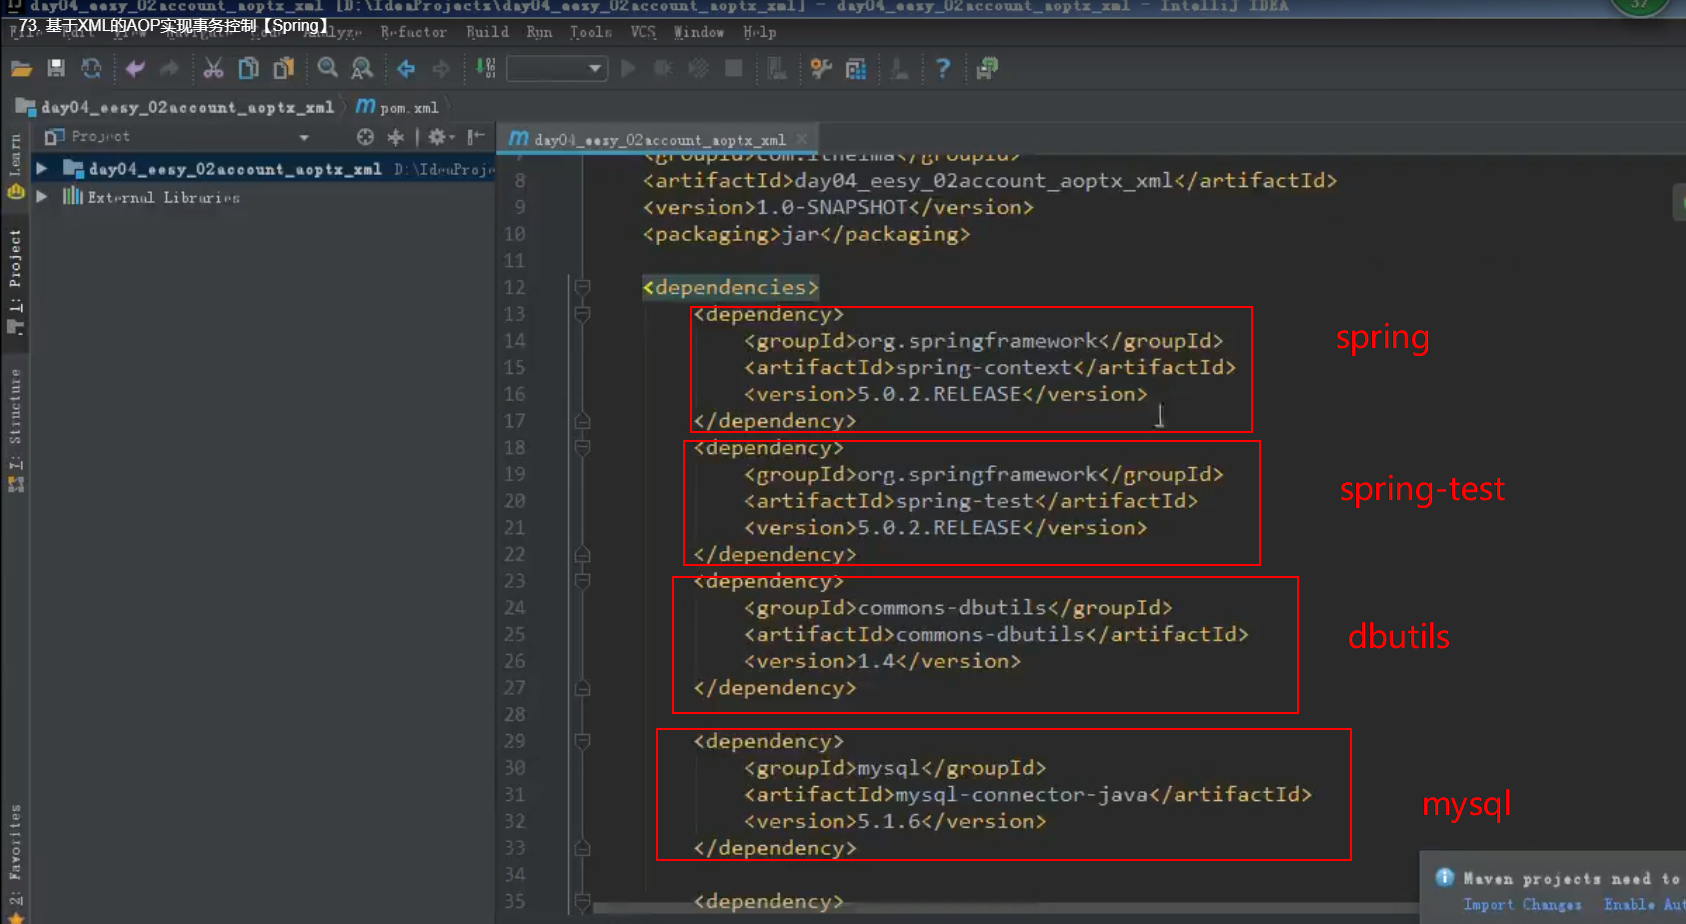 day04_eesy_02account_aoptx_xml [D:\IdeaProjects\day04_eesy_02account_aoptx_xml] - day04_eesy_02account_aoptx_xml - IntelliJ IDEA
73. 基于XML的AOP实现事务控制【Spring】
Refactor Build Run Tools VCS Window Help
day04_eesy_02account_aoptx_xml pom.xml
Project
day04_eesy_02account_aoptx_xml
Learn
day04_eesy_02account_aoptx_xml D:\IdeaProje
External Libraries
1: Project
7: Structure
2: Favorites
<groupId>com.itheima</groupId>
8 <artifactId>day04_eesy_02account_aoptx_xml</artifactId>
9 <version>1.0-SNAPSHOT</version>
10 <packaging>jar</packaging>
11
12 <dependencies>
13 <dependency>
14 <groupId>org.springframework</groupId>
15 <artifactId>spring-context</artifactId>
16 <version>5.0.2.RELEASE</version>
17 </dependency>
spring
18 <dependency>
19 <groupId>org.springframework</groupId>
20 <artifactId>spring-test</artifactId>
21 <version>5.0.2.RELEASE</version>
22 </dependency>
spring-test
23 <dependency>
24 <groupId>commons-dbutils</groupId>
25 <artifactId>commons-dbutils</artifactId>
26 <version>1.4</version>
27 </dependency>
dbutils
28
29 <dependency>
30 <groupId>mysql</groupId>
31 <artifactId>mysql-connector-java</artifactId>
32 <version>5.1.6</version>
33 </dependency>
mysql
34
35 <dependency>
Maven projects need to
Import Changes Enable Aut